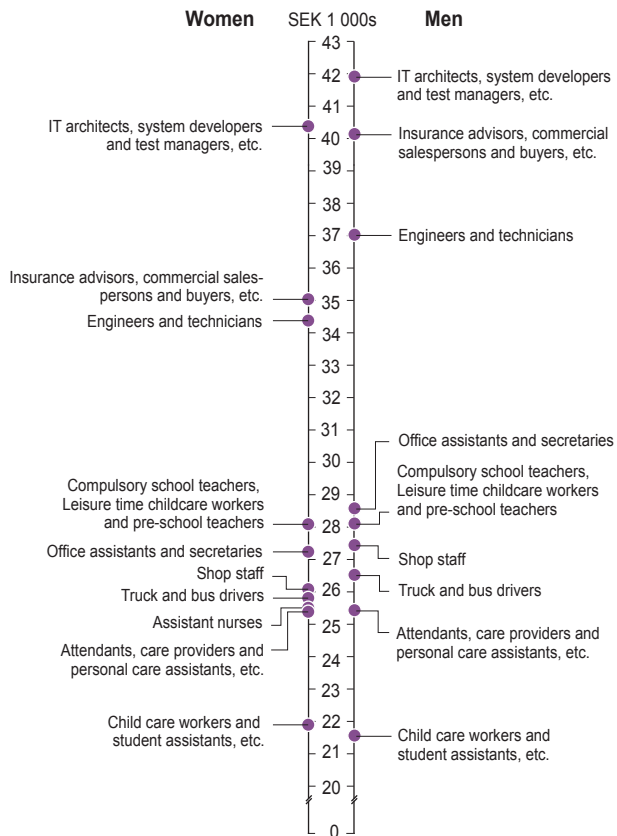 Women
SEK 1 000s
Men
43
42
41
40
39
38
37
36
35
34
33
32
31
30
29
28
27
26
25
24
23
22
21
20
0
IT architects, system developers
and test managers, etc.
Insurance advisors, commercial sales-
persons and buyers, etc.
Engineers and technicians
Compulsory school teachers,
Leisure time childcare workers
and pre-school teachers
Office assistants and secretaries
Shop staff
Truck and bus drivers
Assistant nurses
Attendants, care providers and
personal care assistants, etc.
Child care workers and
student assistants, etc.
IT architects, system developers
and test managers, etc.
Insurance advisors, commercial
salespersons and buyers, etc.
Engineers and technicians
Office assistants and secretaries
Compulsory school teachers,
Leisure time childcare workers
and pre-school teachers
Shop staff
Truck and bus drivers
Attendants, care providers and
personal care assistants, etc.
Child care workers and
student assistants, etc.